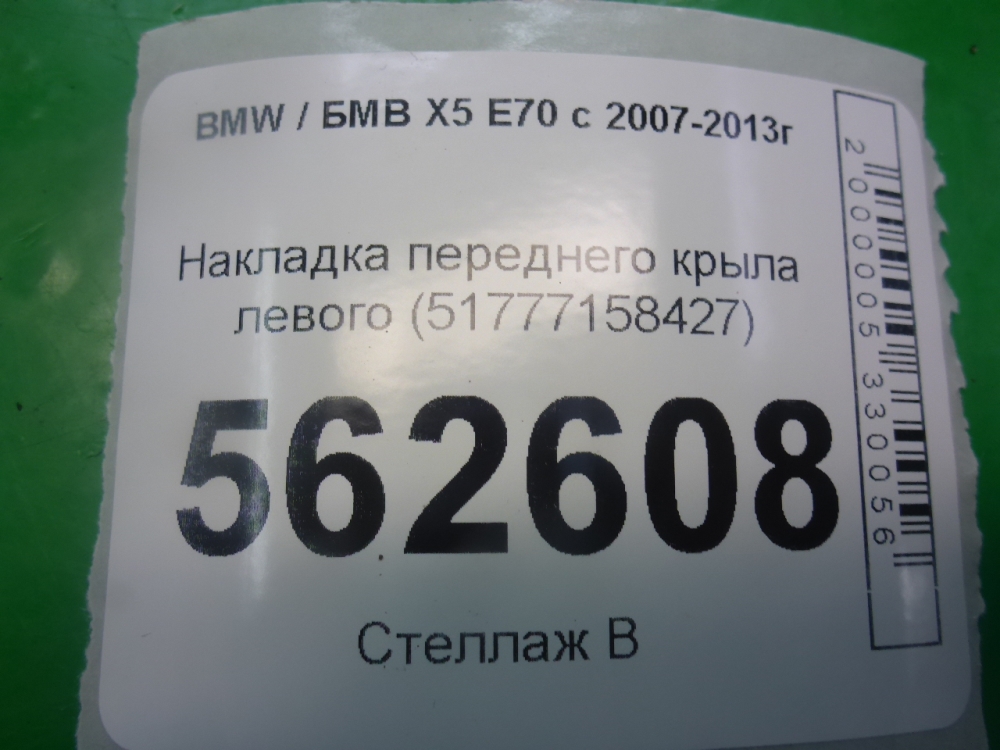 BMW / БМВ X5 E70 с 2007-2013г
Накладка переднего крыла
левого (51777158427)
562608
Стеллаж В
2000005330056